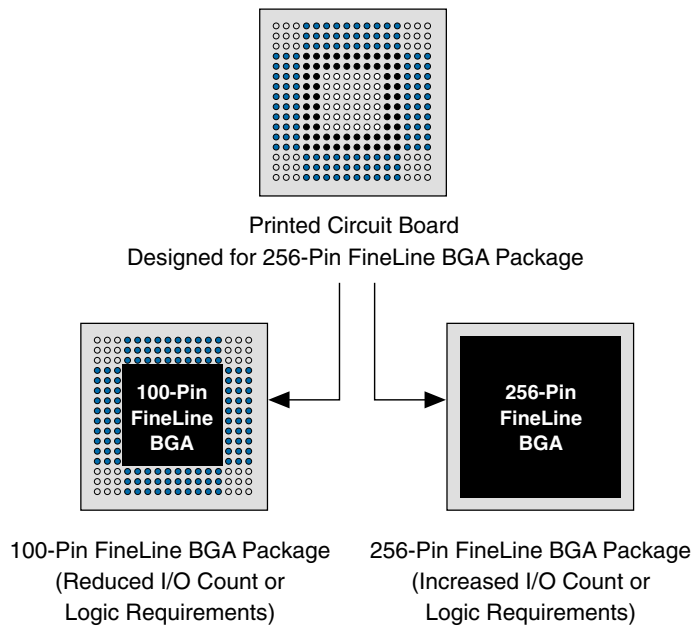 Printed Circuit Board
Designed for 256-Pin FineLine BGA Package
100-Pin
FineLine
BGA
256-Pin
FineLine
BGA
100-Pin FineLine BGA Package
(Reduced I/O Count or
Logic Requirements)
256-Pin FineLine BGA Package
(Increased I/O Count or
Logic Requirements)